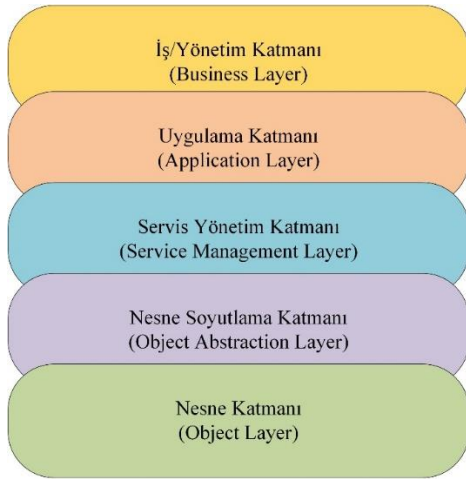 İş/Yönetim Katmanı
(Business Layer)
Uygulama Katmanı
(Application Layer)
Servis Yönetim Katmanı
(Service Management Layer)
Nesne Soyutlama Katmanı
(Object Abstraction Layer)
Nesne Katmanı
(Object Layer)